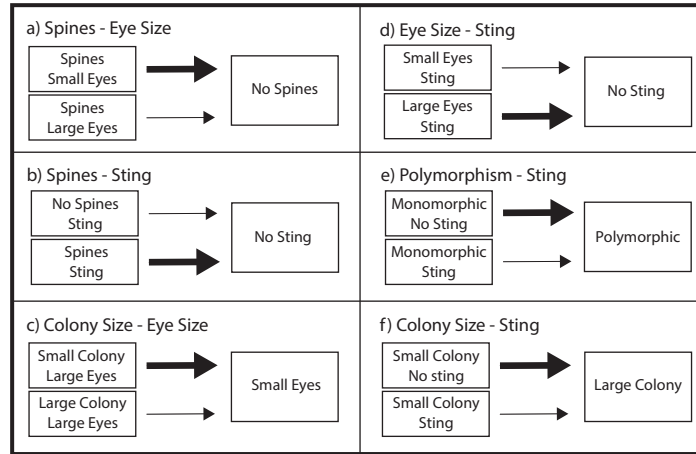 a) Spines - Eye Size
Spines
Small Eyes
Spines
Large Eyes
No Spines
b) Spines - Sting
No Spines
Sting
Spines
Sting
No Sting
c) Colony Size - Eye Size
Small Colony
Large Eyes
Large Colony
Large Eyes
Small Eyes
d) Eye Size - Sting
Small Eyes
Sting
Large Eyes
Sting
No Sting
e) Polymorphism - Sting
Monomorphic
No Sting
Monomorphic
Sting
Polymorphic
f) Colony Size - Sting
Small Colony
No sting
Small Colony
Sting
Large Colony